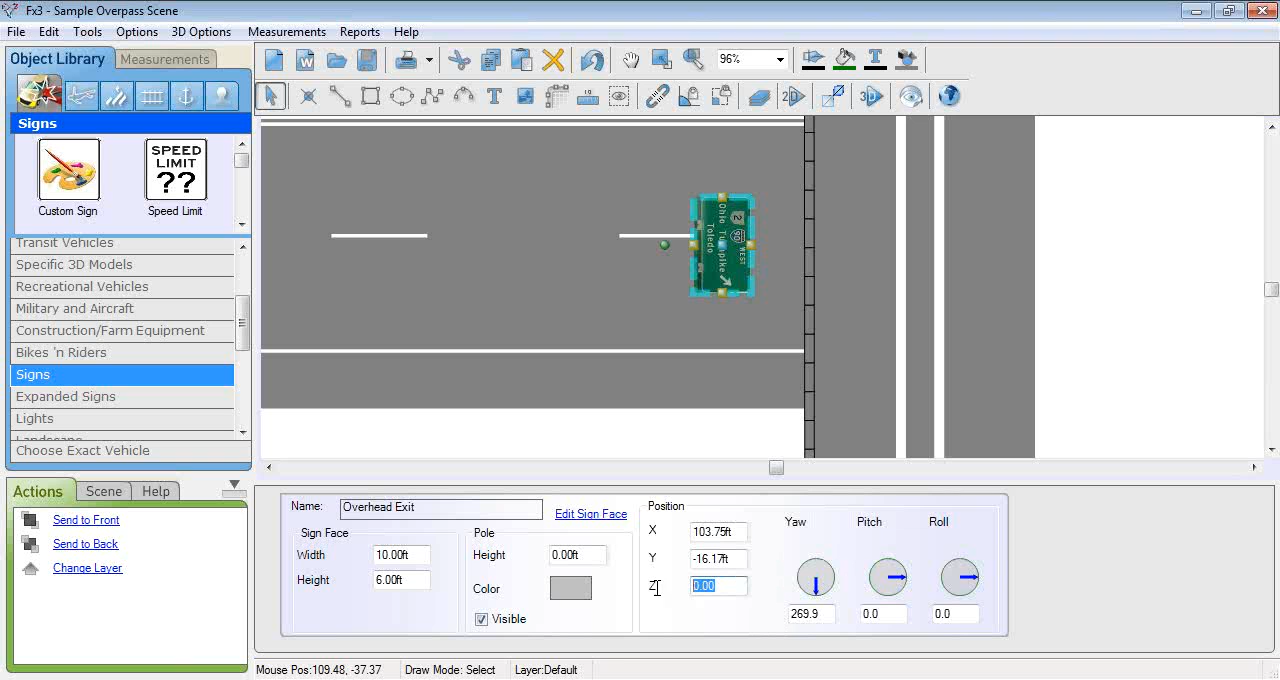 Fx3 - Sample Overpass Scene
File Edit Tools Options 3D Options Measurements Reports Help
Object Library Measurements
96%
Signs
SPEED
LIMIT
??
Custom Sign Speed Limit
Transit Vehicles
Specific 3D Models
Recreational Vehicles
Military and Aircraft
Construction/Farm Equipment
Bikes 'n Riders
Signs
Expanded Signs
Lights
Landscape
Choose Exact Vehicle
2 90 WEST
Ohio Turnpike
Toledo
Actions Scene Help
Send to Front
Send to Back
Change Layer
Name: Overhead Exit Edit Sign Face
Sign Face
Width 10.00ft
Height 6.00ft
Pole
Height 0.00ft
Color
Visible
Position
X 103.75ft
Y -16.17ft
Z 0.00
Yaw Pitch Roll
269.9 0.0 0.0
Mouse Pos:109.48, -37.37 Draw Mode: Select Layer:Default